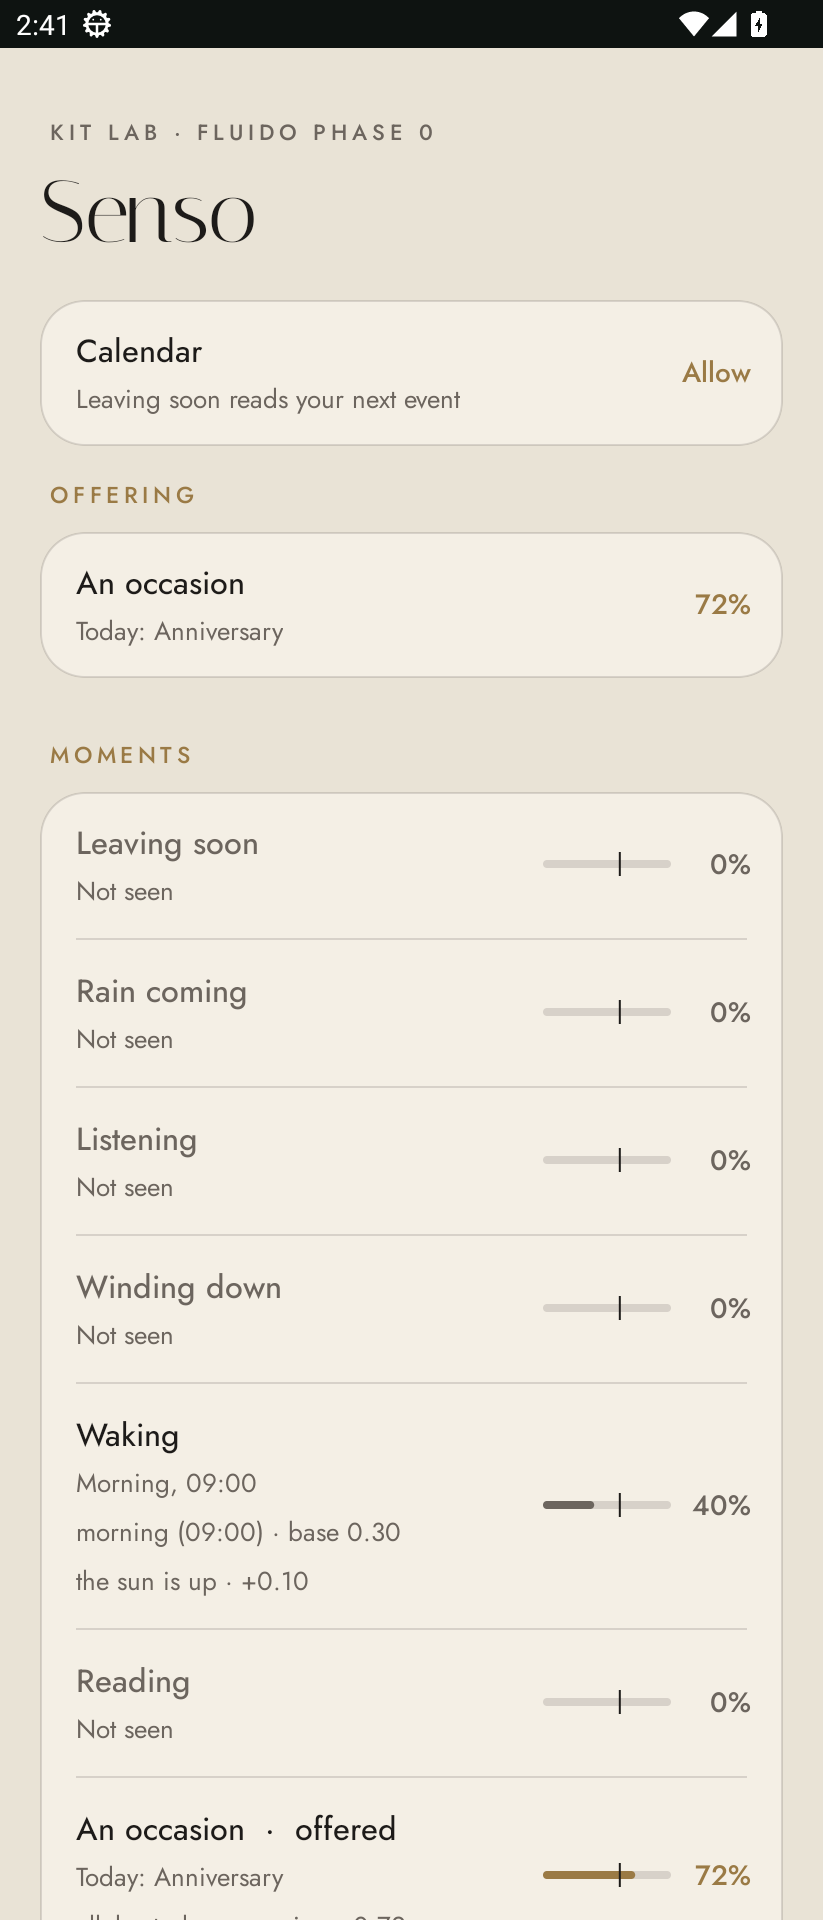 2:41
KIT LAB · FLUIDO PHASE 0
Senso
Calendar
Leaving soon reads your next event
Allow
OFFERING
An occasion
Today: Anniversary
72%
MOMENTS
Leaving soon
Not seen
0%
Rain coming
Not seen
0%
Listening
Not seen
0%
Winding down
Not seen
0%
Waking
Morning, 09:00
morning (09:00) · base 0.30
the sun is up · +0.10
40%
Reading
Not seen
0%
An occasion · offered
Today: Anniversary
72%